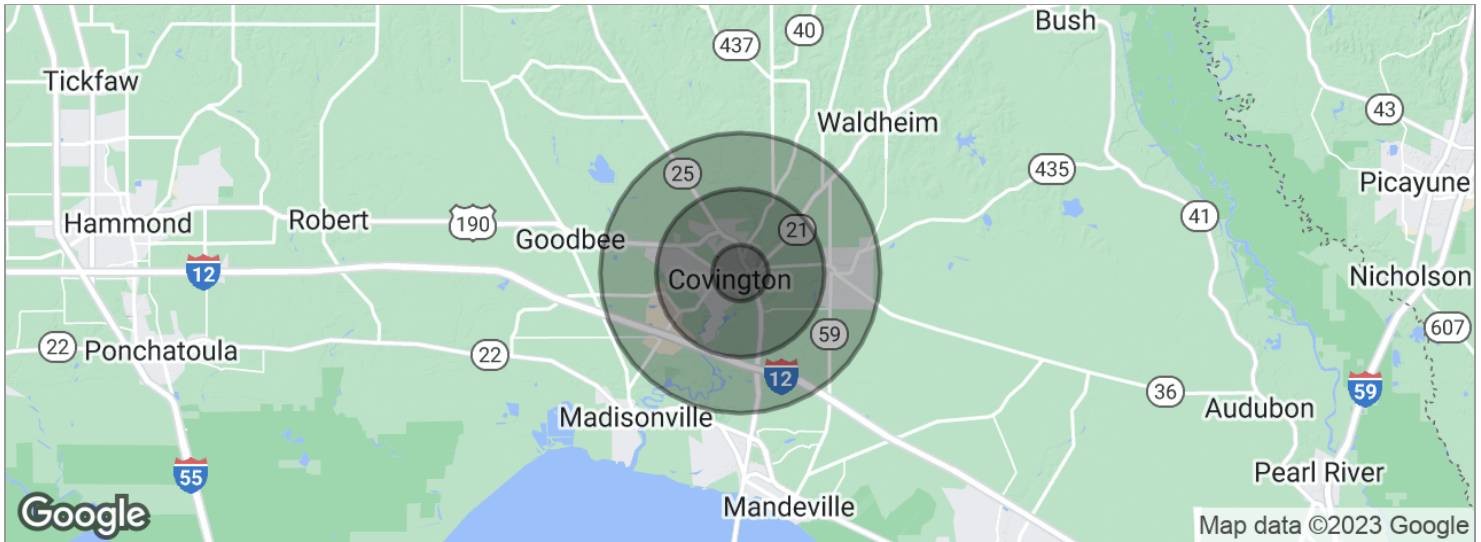 Bush
40
437
Tickfaw
43
Waldheim
435
25
Picayune
41
Hammond
Robert
190
21
Goodbee
12
Covington
Nicholson
607
59
22
Ponchatoula
22
12
36
59
Audubon
Madisonville
55
Pearl River
Mandeville
Google
Map data ©2023 Google